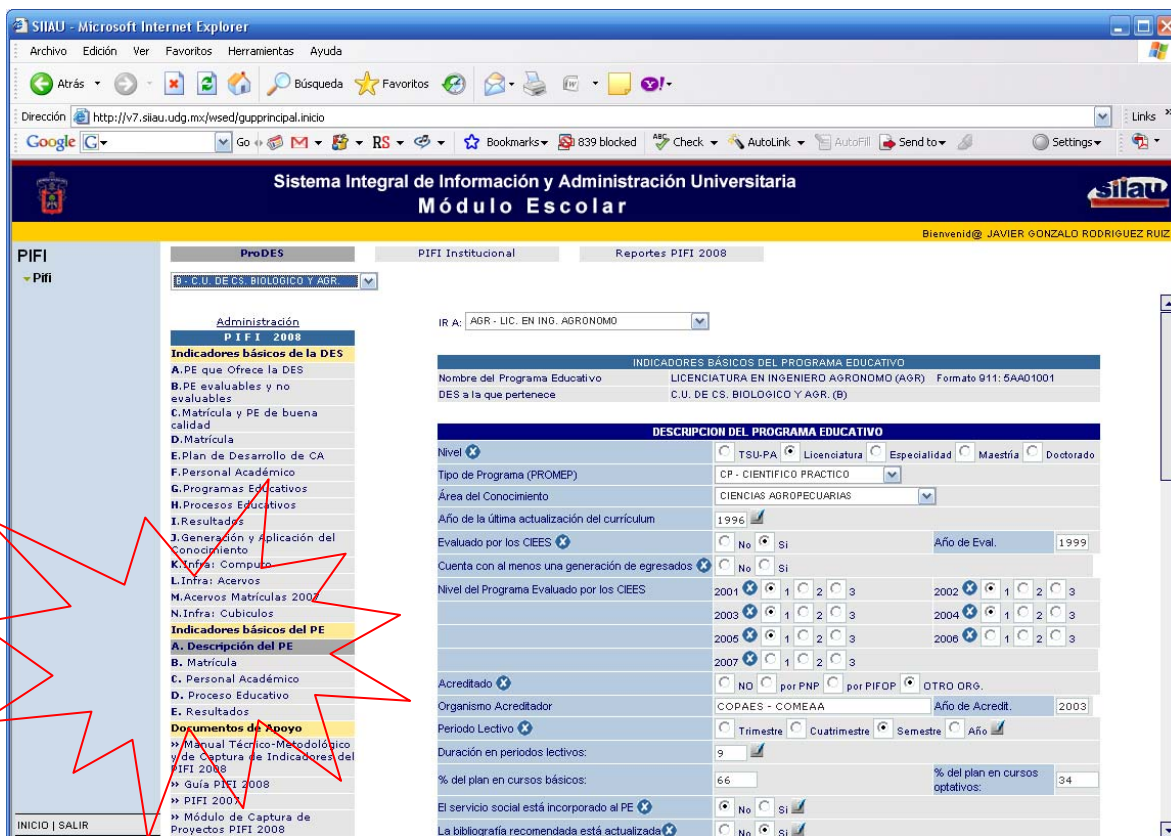 SIIAU - Microsoft Internet Explorer
Archivo Edición Ver Favoritos Herramientas Ayuda
Atrás Búsqueda Favoritos
Dirección http://v7.siiau.udg.mx/wsed/gupprincipal.inicio Links
Google G Go RS Bookmarks 839 blocked Check AutoLink AutoFill Send to Settings
Sistema Integral de Información y Administración Universitaria
Módulo Escolar
siiau
Bienvenid@ JAVIER GONZALO RODRIGUEZ RUIZ
PIFI
Pifi
INICIO | SALIR
ProDES PIFI Institucional Reportes PIFI 2008
B - C.U. DE CS. BIOLOGICO Y AGR.
Administración
PIFI 2008
Indicadores básicos de la DES
A.PE que Ofrece la DES
B.PE evaluables y no
evaluables
C.Matrícula y PE de buena
calidad
D.Matrícula
E.Plan de Desarrollo de CA
F.Personal Académico
G.Programas Educativos
H.Procesos Educativos
I.Resultados
J.Generación y Aplicación del
Conocimiento
K.Infra: Computo
L.Infra: Acervos
M.Acervos Matrículas 2007
N.Infra: Cubiculos
Indicadores básicos del PE
A. Descripción del PE
B. Matrícula
C. Personal Académico
D. Proceso Educativo
E. Resultados
Documentos de Apoyo
» Manual Técnico-Metodológico
y de Captura de Indicadores del
PIFI 2008
» Guía PIFI 2008
» PIFI 2007
» Módulo de Captura de
Proyectos PIFI 2008
IR A: AGR - LIC. EN ING. AGRONOMO
INDICADORES BÁSICOS DEL PROGRAMA EDUCATIVO
Nombre del Programa Educativo LICENCIATURA EN INGENIERO AGRONOMO (AGR) Formato 911: 5AA01001
DES a la que pertenece C.U. DE CS. BIOLOGICO Y AGR. (B)
DESCRIPCION DEL PROGRAMA EDUCATIVO
Nivel TSU-PA Licenciatura Especialidad Maestría Doctorado
Tipo de Programa (PROMEP) CP - CIENTIFICO PRACTICO
Área del Conocimiento CIENCIAS AGROPECUARIAS
Año de la última actualización del currículum 1996
Evaluado por los CIEES No Si Año de Eval. 1999
Cuenta con al menos una generación de egresados No Si
Nivel del Programa Evaluado por los CIEES 2001 1 2 3 2002 1 2 3
2003 1 2 3 2004 1 2 3
2005 1 2 3 2006 1 2 3
2007 1 2 3
Acreditado NO por PNP por PIFOP OTRO ORG.
Organismo Acreditador COPAES - COMEAA Año de Acredit. 2003
Periodo Lectivo Trimestre Cuatrimestre Semestre Año
Duración en periodos lectivos: 9
% del plan en cursos básicos: 66 % del plan en cursos
optativos: 34
El servicio social está incorporado al PE No Si
La bibliografía recomendada está actualizada No Si